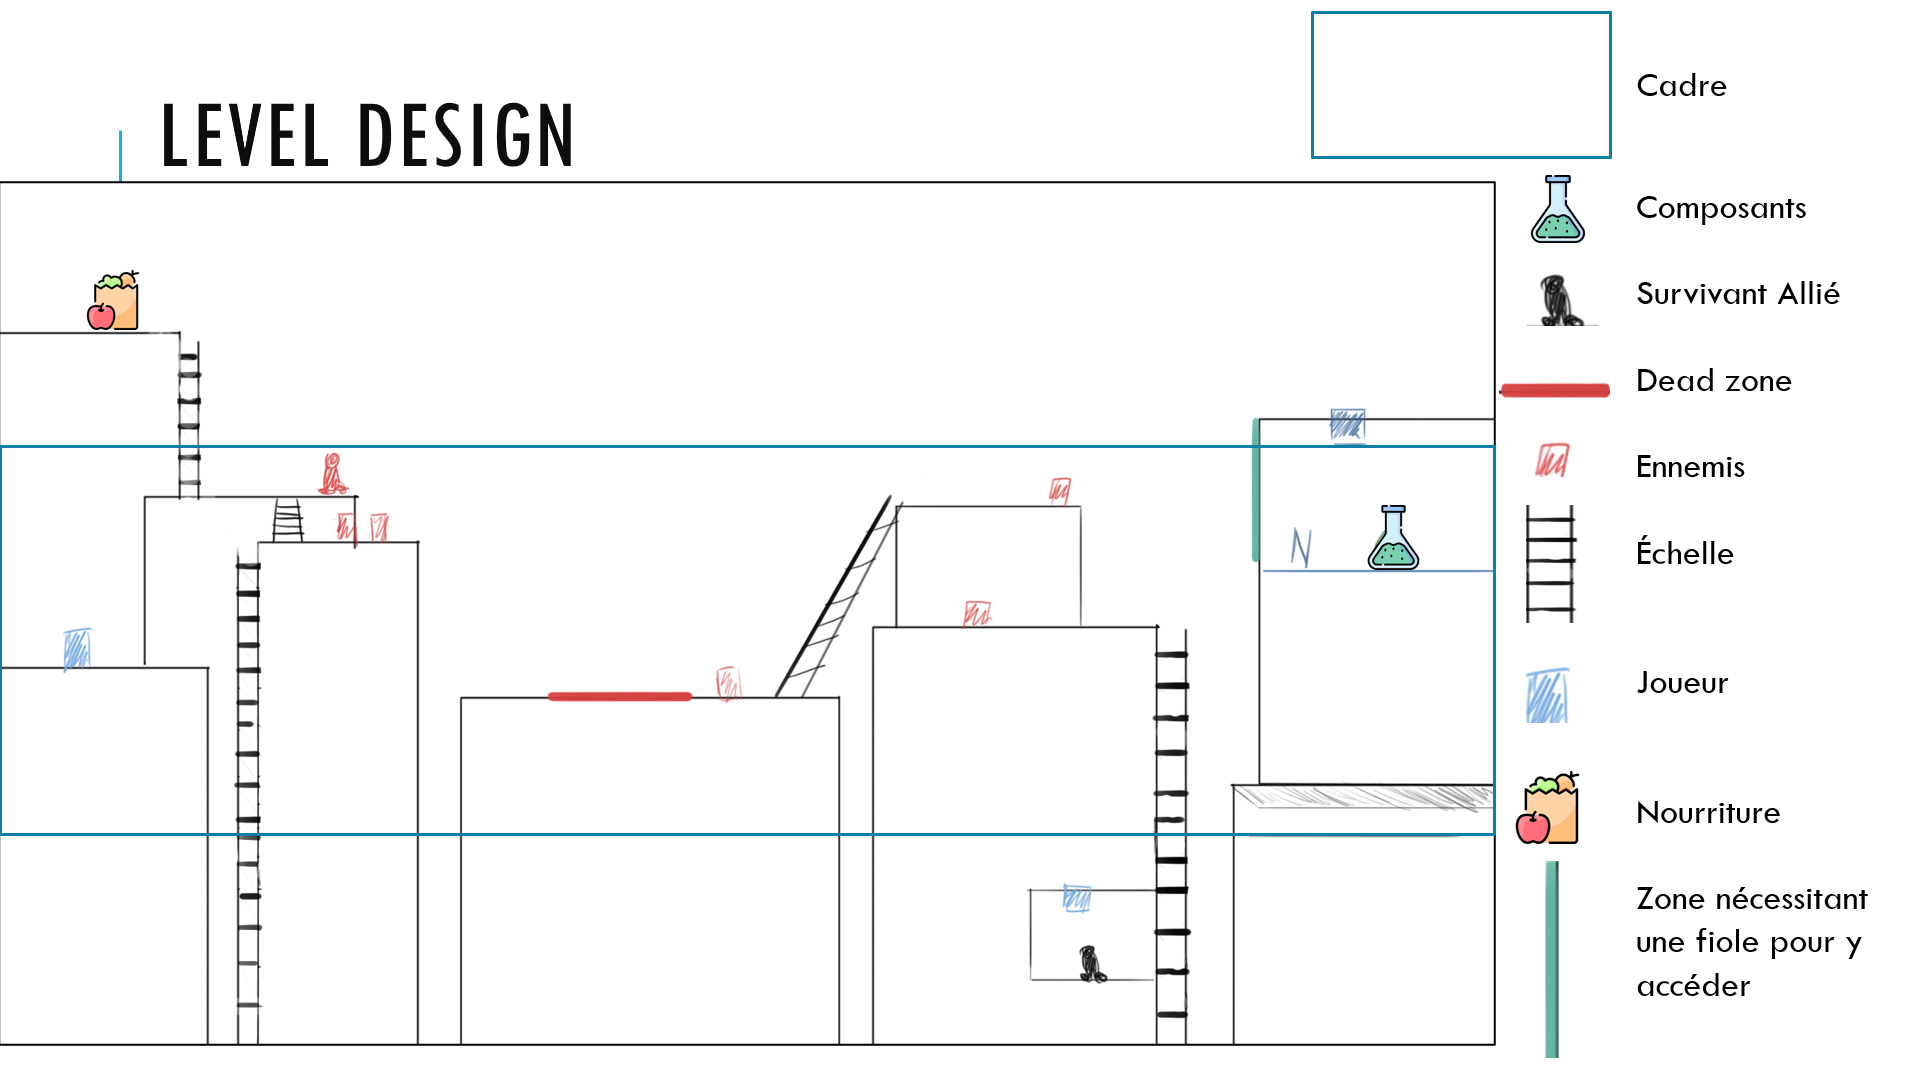 LEVEL DESIGN
Cadre
Composants
Survivant Allié
Dead zone
Ennemis
Échelle
N
Joueur
Nourriture
Zone nécessitant
une fiole pour y
accéder